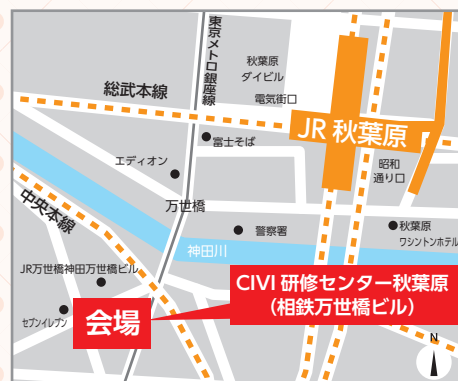 東京メトロ銀座線
秋葉原
ダイビル
総武本線
電気街口
JR 秋葉原
富士そば
エディオン
昭和
通り口
中央本線
万世橋
警察署
秋葉原
ワシントンホテル
神田川
JR万世橋神田万世橋ビル
CIVI 研修センター秋葉原
(相鉄万世橋ビル)
セブンイレブン
会場
N